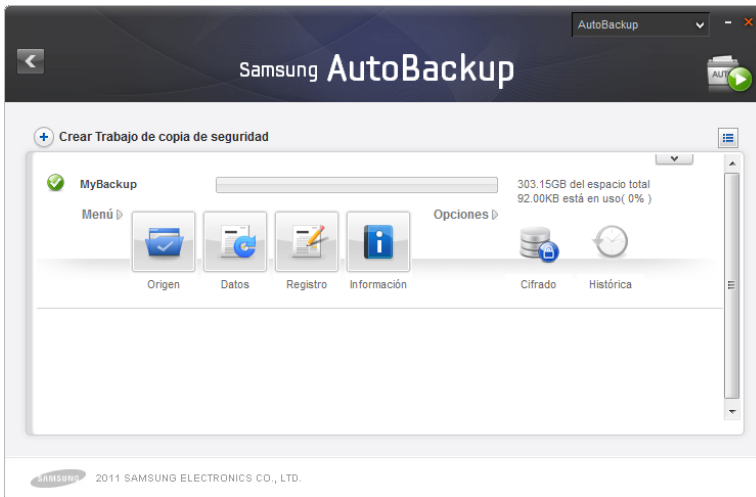 AutoBackup
Samsung AutoBackup
AUTO
Crear Trabajo de copia de seguridad
MyBackup
303.15GB del espacio total
92.00KB está en uso( 0% )
Menú
Opciones
Origen
Datos
Registro
Información
Cifrado
Histórica
SAMSUNG
2011 SAMSUNG ELECTRONICS CO., LTD.